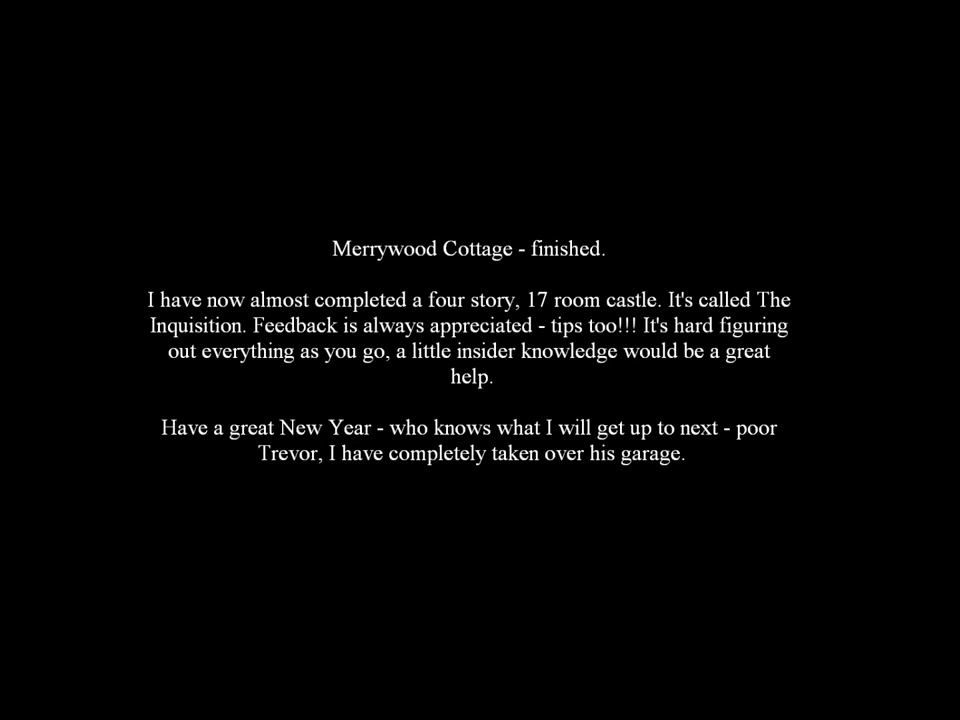 Merrywood Cottage - finished.
I have now almost completed a four story, 17 room castle. It's called The
Inquisition. Feedback is always appreciated - tips too!!! It's hard figuring
out everything as you go, a little insider knowledge would be a great
help.
Have a great New Year - who knows what I will get up to next - poor
Trevor, I have completely taken over his garage.